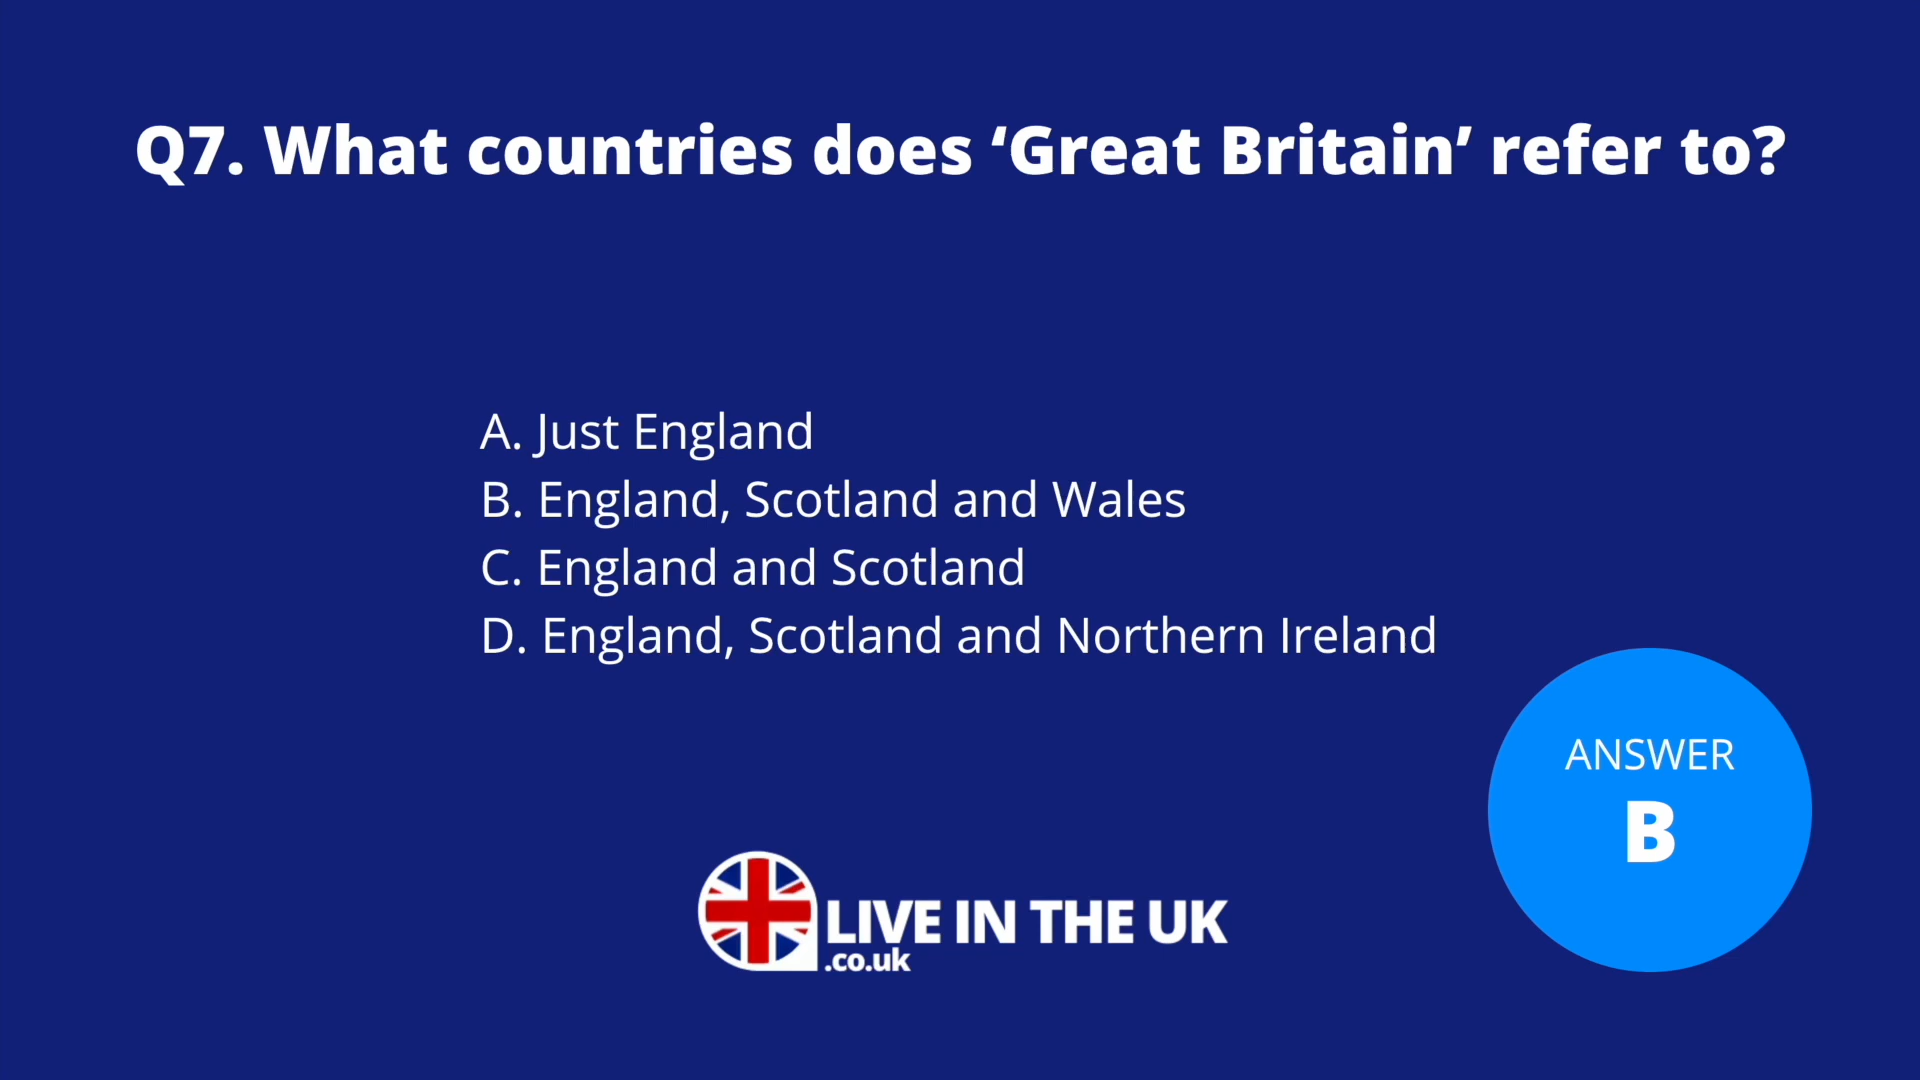 Q7. What countries does ‘Great Britain’ refer to?
A. Just England
B. England, Scotland and Wales
C. England and Scotland
D. England, Scotland and Northern Ireland
ANSWER
B
LIVE IN THE UK
.co.uk